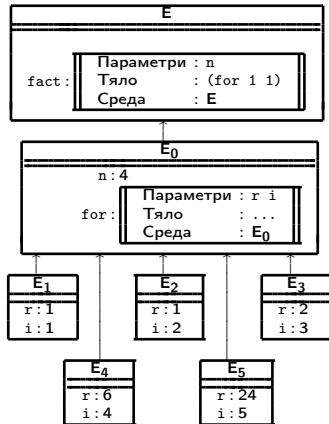 E
fact : Параметри : n
Тяло : (for 1 1)
Среда : E
E0
n : 4
for : Параметри : r i
Тяло : ...
Среда : E0
E1 E2 E3
r : 1 r : 1 r : 2
i : 1 i : 2 i : 3
E4 E5
r : 6 r : 24
i : 4 i : 5